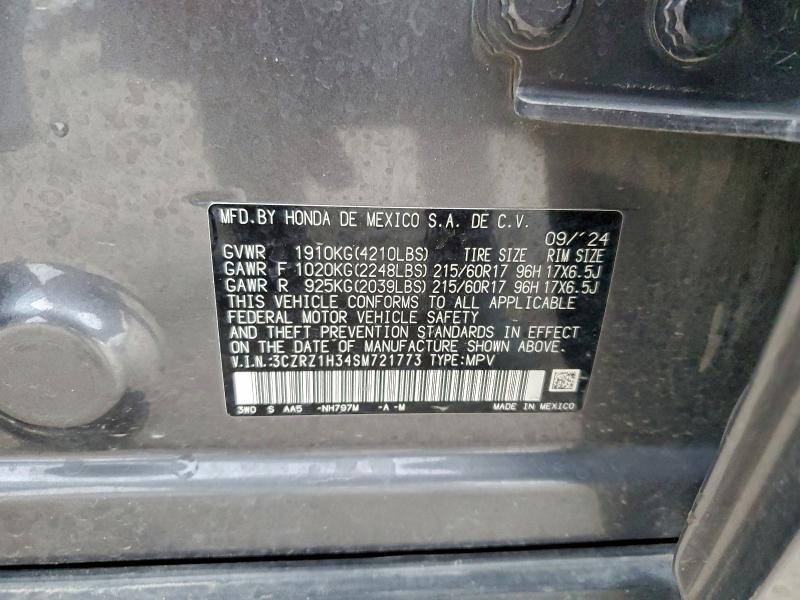 MFD.BY HONDA DE MEXICO S.A. DE C.V.
09/´24
GVWR 1910KG(4210LBS) TIRE SIZE RIM SIZE
GAWR F 1020KG(2248LBS) 215/60R17 96H 17X6.5J
GAWR R 925KG(2039LBS) 215/60R17 96H 17X6.5J
THIS VEHICLE CONFORMS TO ALL APPLICABLE
FEDERAL MOTOR VEHICLE SAFETY
AND THEFT PREVENTION STANDARDS IN EFFECT
ON THE DATE OF MANUFACTURE SHOWN ABOVE.
V.I.N.:3CZRZ1H34SM721773 TYPE:MPV
3W0 S AA5 -NH797M -A -M MADE IN MEXICO